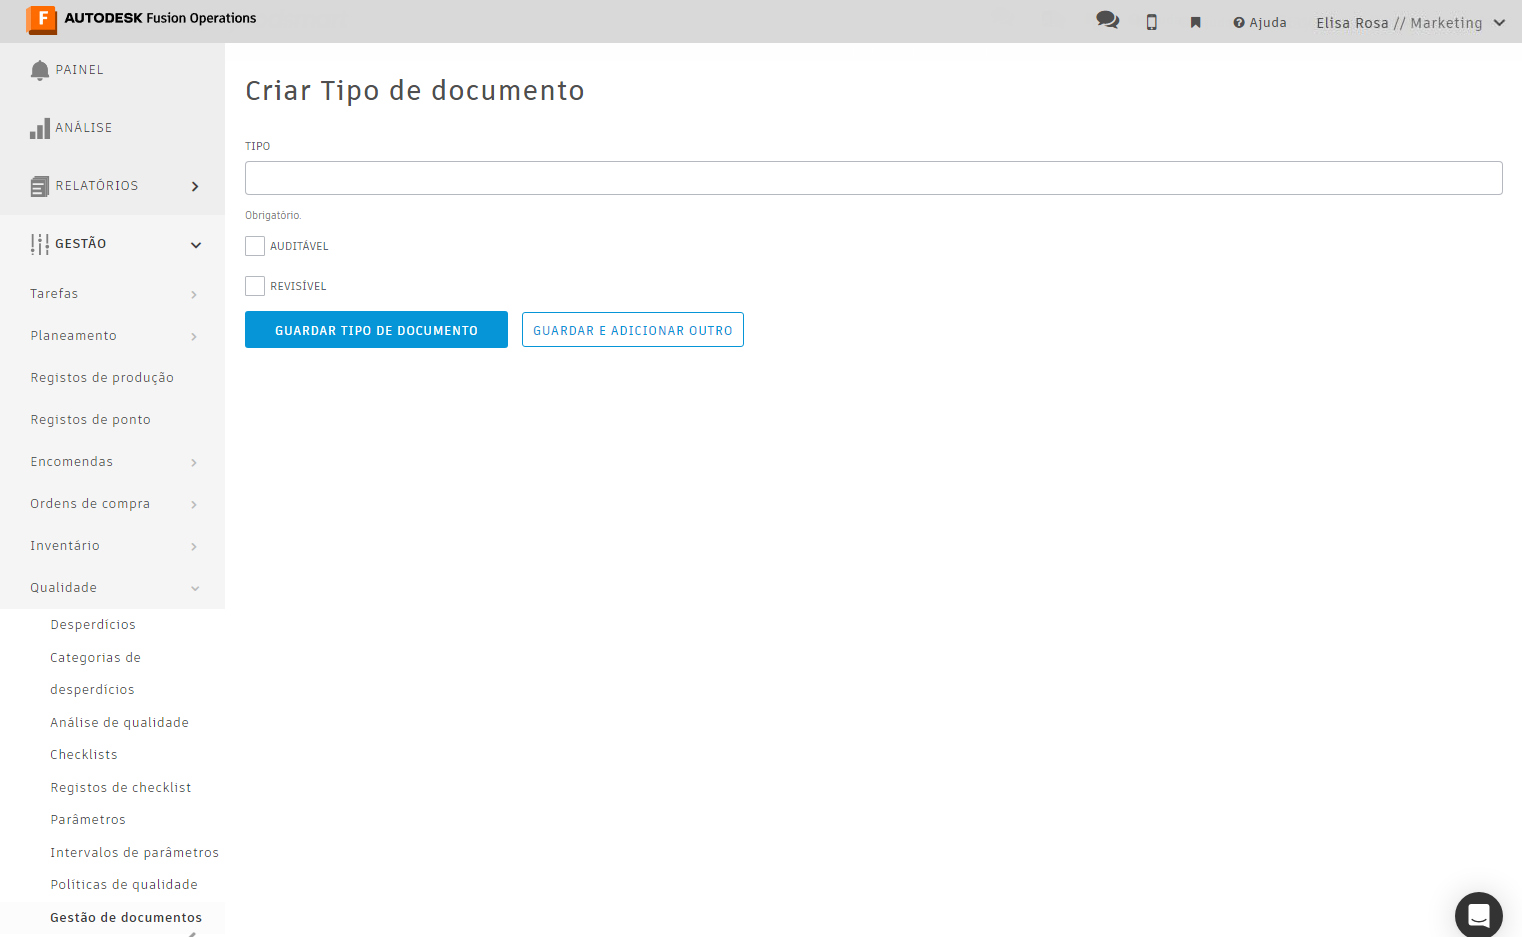 F AUTODESK Fusion Operations
Ajuda
Elisa Rosa // Marketing
PAINEL
ANÁLISE
RELATÓRIOS
GESTÃO
Tarefas
Planeamento
Registos de produção
Registos de ponto
Encomendas
Ordens de compra
Inventário
Qualidade
Desperdícios
Categorias de
desperdícios
Análise de qualidade
Checklists
Registos de checklist
Parâmetros
Intervalos de parâmetros
Políticas de qualidade
Gestão de documentos
Criar Tipo de documento
TIPO
Obrigatório.
AUDITÁVEL
REVISÍVEL
GUARDAR TIPO DE DOCUMENTO
GUARDAR E ADICIONAR OUTRO